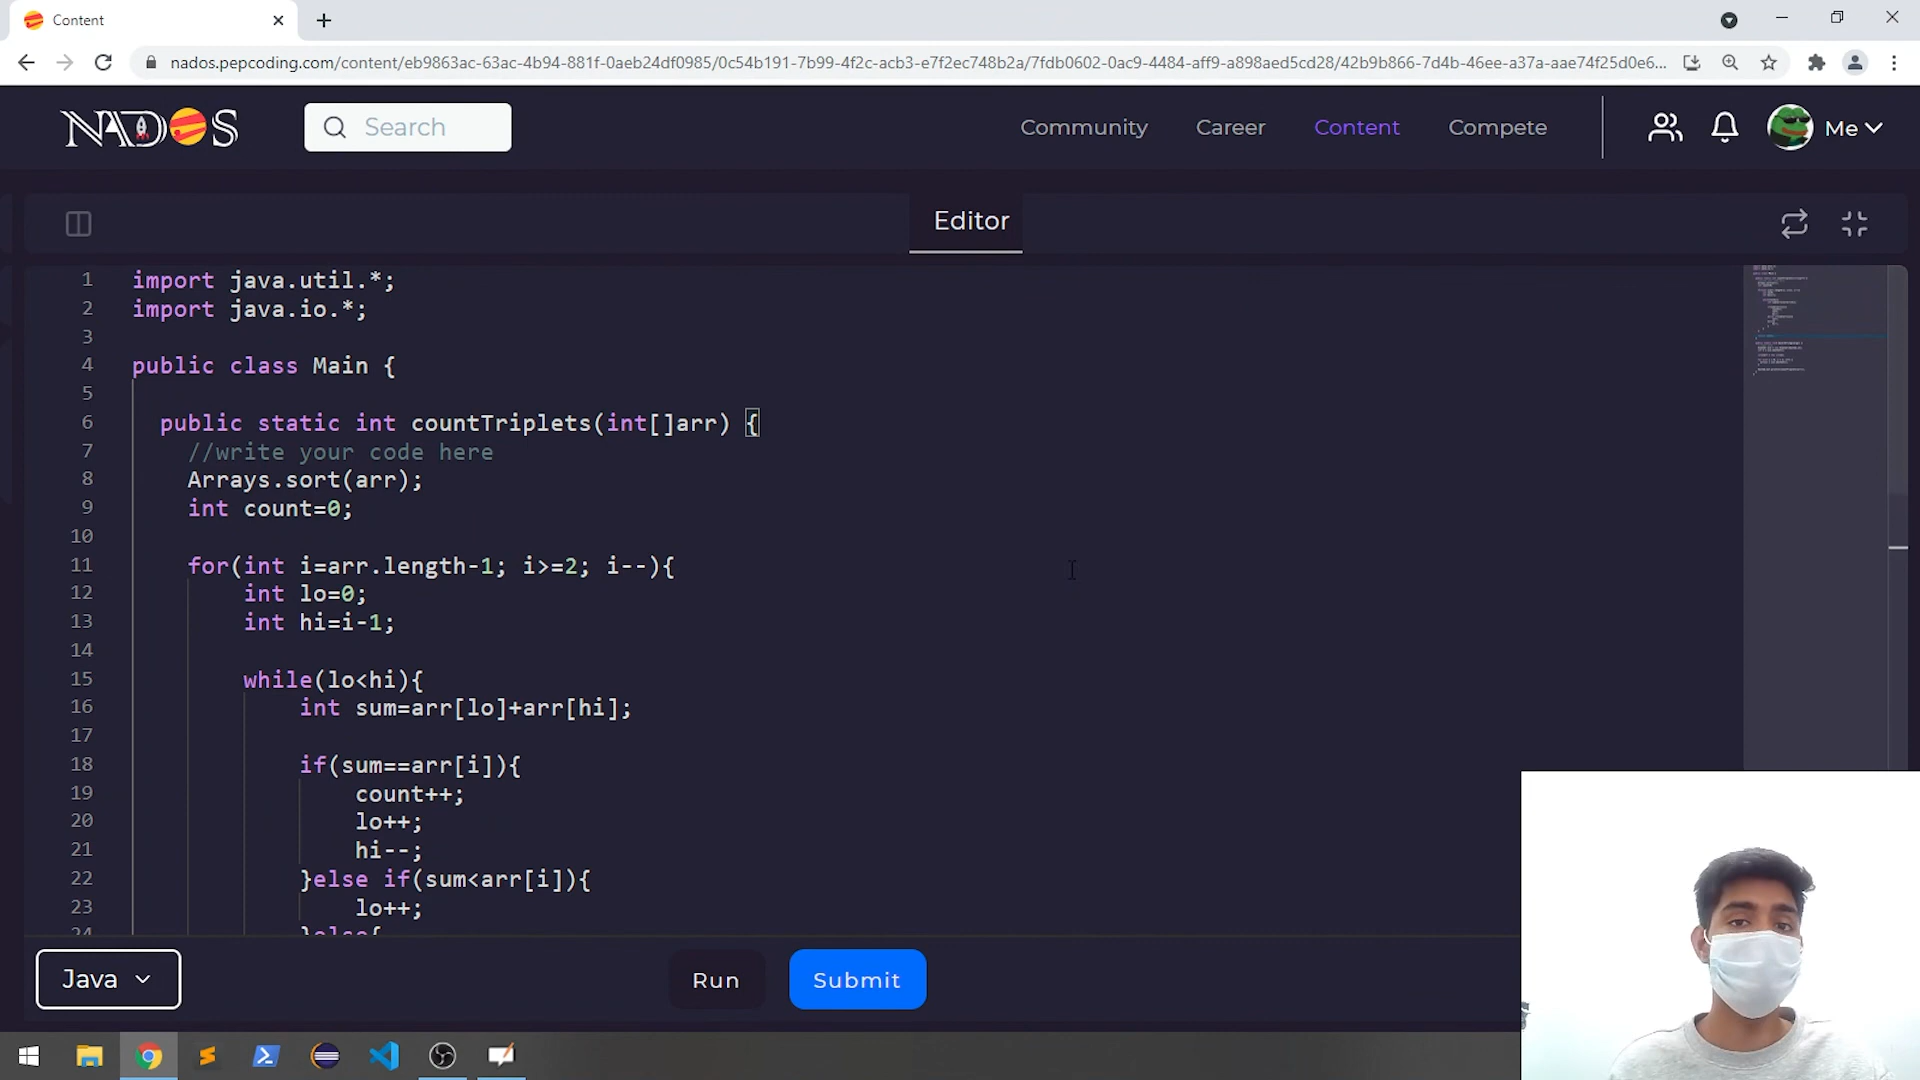 Content
nados.pepcoding.com/content/eb9863ac-63ac-4b94-881f-0aeb24df0985/0c54b191-7b99-4f2c-acb3-e7f2ec748b2a/7fdb0602-0ac9-4484-aff9-a898aed5cd28/42b9b866-7d4b-46ee-a37a-aae74f25d0e6...
NADOS
Search
Community
Career
Content
Compete
Me
Editor
1 import java.util.*;
2 import java.io.*;
3
4 public class Main {
5
6 public static int countTriplets(int[]arr) {
7 //write your code here
8 Arrays.sort(arr);
9 int count=0;
10
11 for(int i=arr.length-1; i>=2; i--){
12 int lo=0;
13 int hi=i-1;
14
15 while(lo<hi){
16 int sum=arr[lo]+arr[hi];
17
18 if(sum==arr[i]){
19 count++;
20 lo++;
21 hi--;
22 }else if(sum<arr[i]){
23 lo++;
24 }else{
Java
Run
Submit